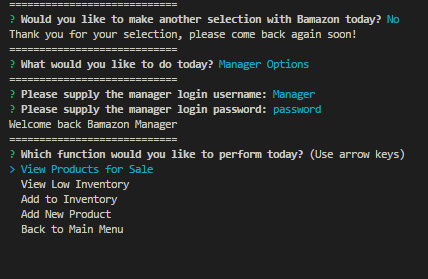 ============================
? Would you like to make another selection with Bamazon today? No
Thank you for your selection, please come back again soon!
============================
? What would you like to do today? Manager Options
============================
? Please supply the manager login username: Manager
? Please supply the manager login password: password
Welcome back Bamazon Manager
============================
? Which function would you like to perform today? (Use arrow keys)
> View Products for Sale
View Low Inventory
Add to Inventory
Add New Product
Back to Main Menu